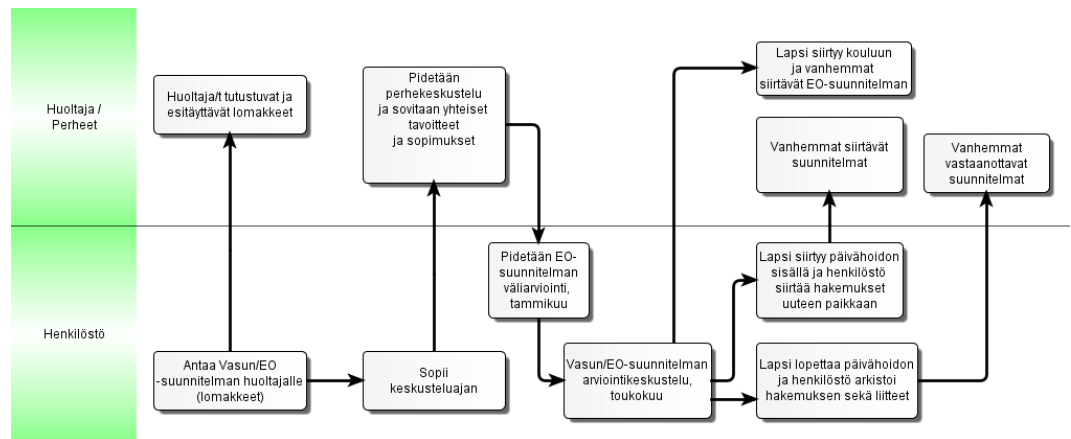 Huoltaja /
Perheet
Huoltaja/t tutustuvat ja
esitäyttävät lomakkeet
Pidetään
perhekeskustelu
ja sovitaan yhteiset
tavoitteet
ja sopimukset
Lapsi siirtyy kouluun
ja vanhemmat
siirtävät EO-suunnitelman
Vanhemmat siirtävät
suunnitelmat
Vanhemmat
vastaanottavat
suunnitelmat
Henkilöstö
Antaa Vasun/EO
-suunnitelman huoltajalle
(lomakkeet)
Sopii
keskusteluajan
Pidetään EO-
suunnitelman
väliarviointi,
tammikuu
Vasun/EO-suunnitelman
arviointikeskustelu,
toukokuu
Lapsi siirtyy päivähoidon
sisällä ja henkilöstö
siirtää hakemukset
uuteen paikkaan
Lapsi lopettaa päivähoidon
ja henkilöstö arkistoi
hakemuksen sekä liitteet